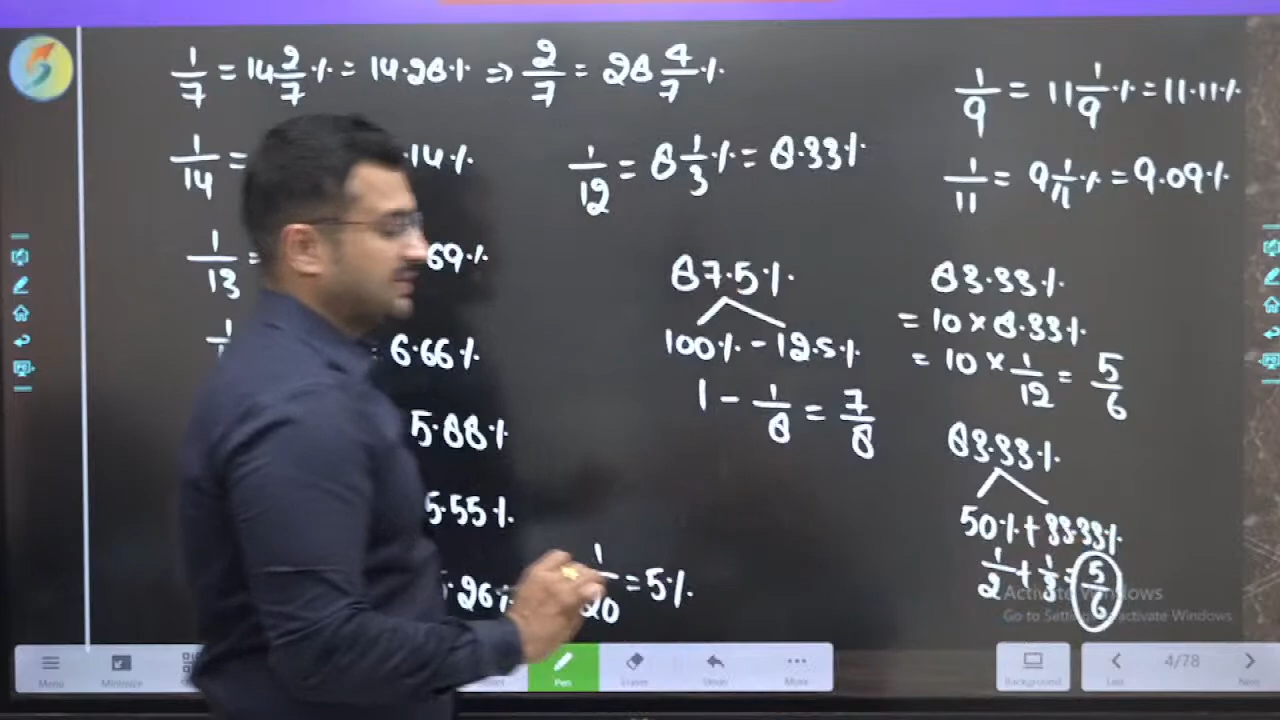 1/7 = 14 2/7 % = 14.28% ⇒ 2/7 = 28 4/7 %
1/14 = .14%
1/13 = .69%
= 6.66%
5.88%
5.55%
.26%
1/20 = 5%
1/12 = 8 1/3 % = 8.33%
87.5%
100% - 12.5%
1 - 1/8 = 7/8
1/9 = 11 1/9 % = 11.11%
1/11 = 9 1/11 % = 9.09%
83.33%
= 10 × 8.33%
= 10 × 1/12 = 5/6
83.33%
50% + 33.33%
1/2 + 1/3 = 5/6
Activate Windows
Go to Settings to activate Windows
Menu
Minimize
Pen
Eraser
Undo
More
Background
Last
4/78
Next